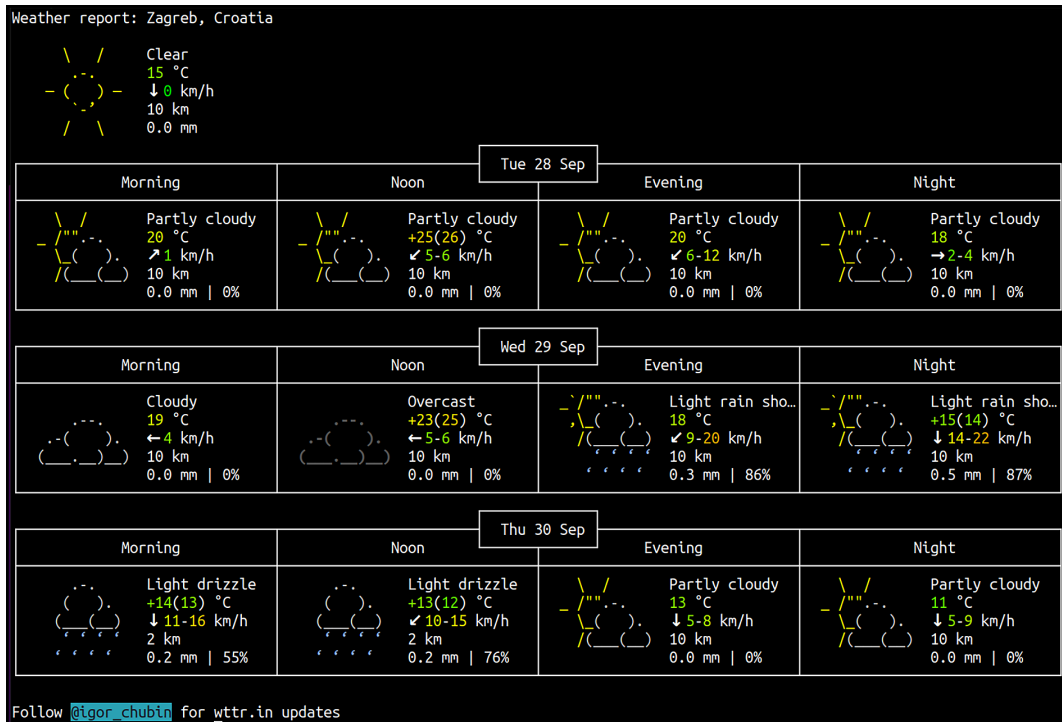 Weather report: Zagreb, Croatia
Clear
15 °C
↓ 0 km/h
10 km
0.0 mm
Tue 28 Sep
Morning Noon Evening Night
Partly cloudy Partly cloudy Partly cloudy Partly cloudy
20 °C +25(26) °C 20 °C 18 °C
↗ 1 km/h ↙ 5-6 km/h ↙ 6-12 km/h → 2-4 km/h
10 km 10 km 10 km 10 km
0.0 mm | 0% 0.0 mm | 0% 0.0 mm | 0% 0.0 mm | 0%
Wed 29 Sep
Morning Noon Evening Night
Cloudy Overcast Light rain sho… Light rain sho…
19 °C +23(25) °C 18 °C +15(14) °C
← 4 km/h ← 5-6 km/h ↙ 9-20 km/h ↓ 14-22 km/h
10 km 10 km 10 km 10 km
0.0 mm | 0% 0.0 mm | 0% 0.3 mm | 86% 0.5 mm | 87%
Thu 30 Sep
Morning Noon Evening Night
Light drizzle Light drizzle Partly cloudy Partly cloudy
+14(13) °C +13(12) °C 13 °C 11 °C
↓ 11-16 km/h ↙ 10-15 km/h ↓ 5-8 km/h ↓ 5-9 km/h
2 km 2 km 10 km 10 km
0.2 mm | 55% 0.2 mm | 76% 0.0 mm | 0% 0.0 mm | 0%
Follow @igor_chubin for wttr.in updates